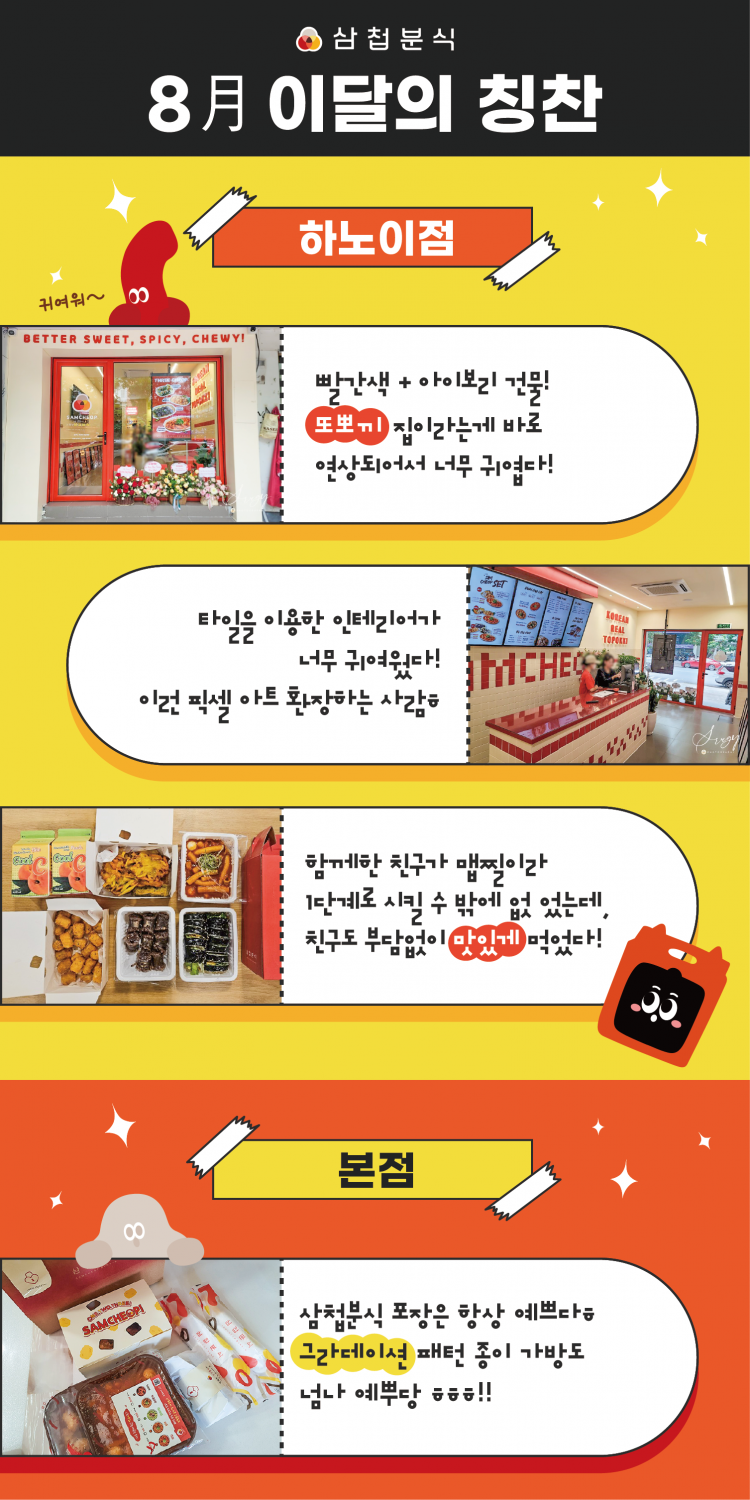 삼첩분식
8月 이달의 칭찬
하노이점
귀여워~
BETTER SWEET, SPICY, CHEWY!
빨간색 + 아이보리 건물!
또뽀끼 집이라는게 바로
연상되어서 너무 귀엽다!
타일을 이용한 인테리어가
너무 귀여웠다!
이런 픽셀 아트 환장하는 사람ㅎ
SET
KOREAN
REAL
TOPOKKI
MCHEO
함께한 친구가 맵찔이라
1단계로 시킬 수 밖에 없 었는데,
친구도 부담없이 맛있게 먹었다!
본점
SAMCHEOP!
삼첩분식 포장은 항상 예쁘다ㅎ
그라데이션 패턴 종이 가방도
넘나 예뿌당 ㅎㅎㅎ!!